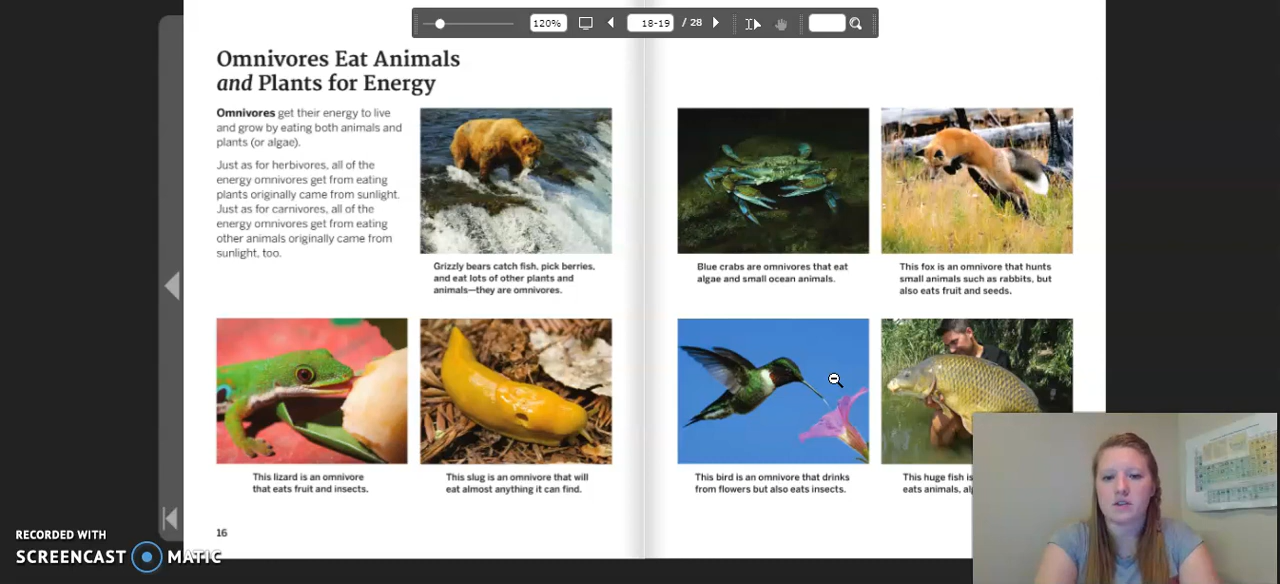 120%
18-19 / 28
Omnivores Eat Animals
and Plants for Energy
Omnivores get their energy to live
and grow by eating both animals and
plants (or algae).
Just as for herbivores, all of the
energy omnivores get from eating
plants originally came from sunlight.
Just as for carnivores, all of the
energy omnivores get from eating
other animals originally came from
sunlight, too.
Grizzly bears catch fish, pick berries,
and eat lots of other plants and
animals—they are omnivores.
This lizard is an omnivore
that eats fruit and insects.
This slug is an omnivore that will
eat almost anything it can find.
16
Blue crabs are omnivores that eat
algae and small ocean animals.
This fox is an omnivore that hunts
small animals such as rabbits, but
also eats fruit and seeds.
This bird is an omnivore that drinks
from flowers but also eats insects.
This huge fish is
eats animals,
RECORDED WITH
SCREENCAST MATIC